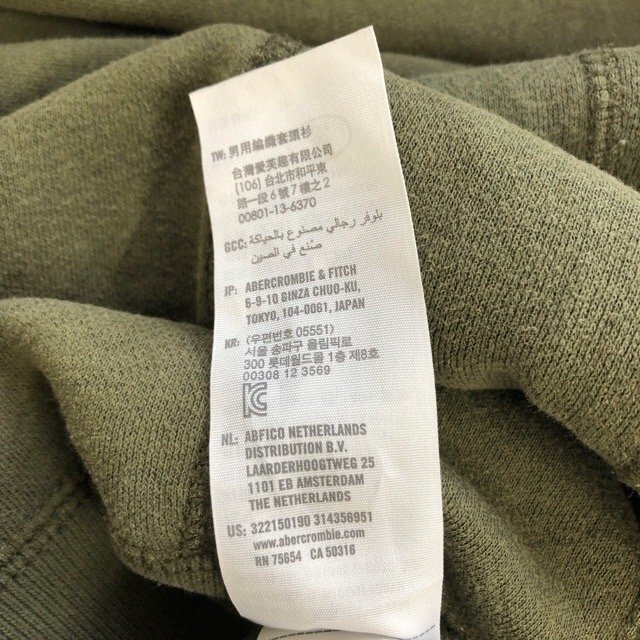 TW: 男用編織套頭衫
台灣愛芙趣有限公司
(106) 台北市和平東
路一段6號7樓之2
00801-13-6370
GCC: بلوفر رجالي مصنوع بالحياكة
صنع في الصين
JP: ABERCROMBIE & FITCH
6-9-10 GINZA CHUO-KU,
TOKYO, 104-0061, JAPAN
KR: (우편번호 05551)
서울 송파구 올림픽로
300 롯데월드몰 1층 제8호
00308 12 3569
KC
NL: ABFICO NETHERLANDS
DISTRIBUTION B.V.
LAARDERHOOGTWEG 25
1101 EB AMSTERDAM
THE NETHERLANDS
US: 322150190 314356951
www.abercrombie.com
RN 75654 CA 50316